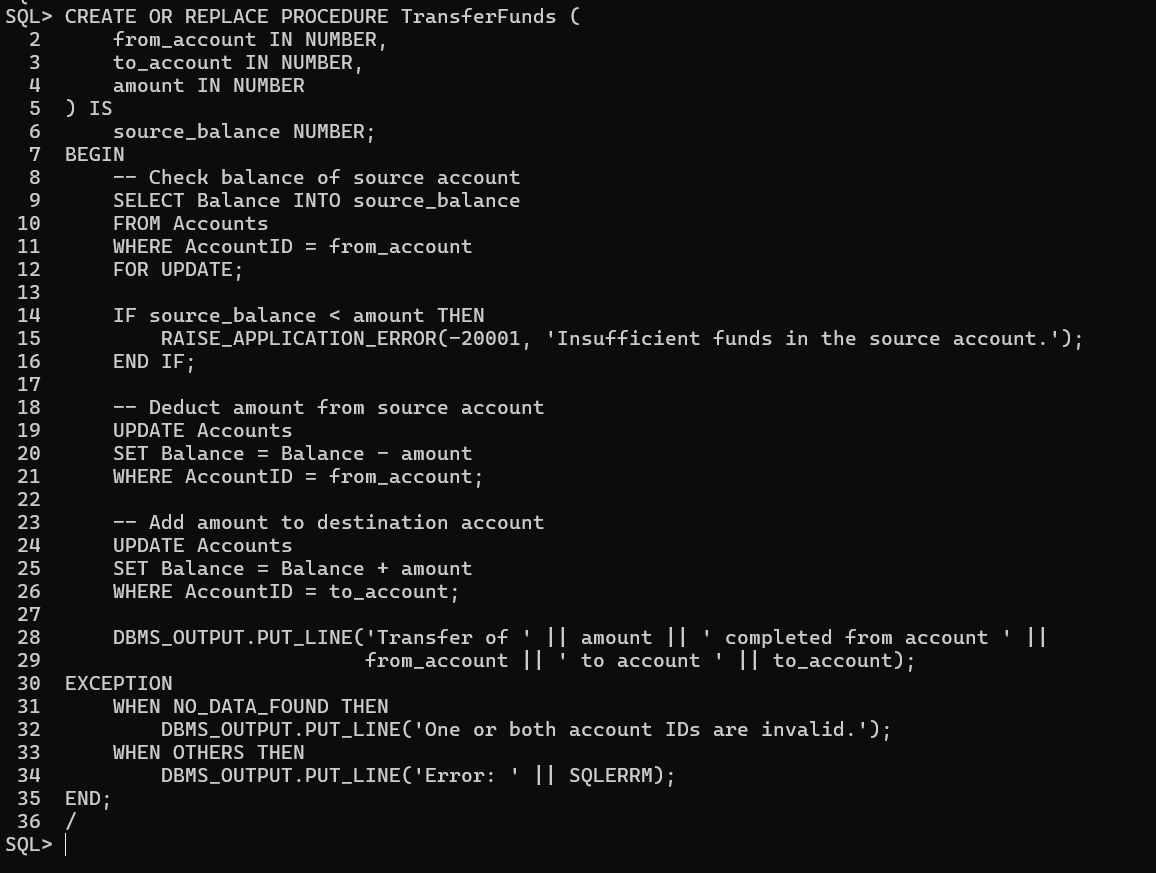 SQL> CREATE OR REPLACE PROCEDURE TransferFunds (
  2      from_account IN NUMBER,
  3      to_account IN NUMBER,
  4      amount IN NUMBER
  5  ) IS
  6      source_balance NUMBER;
  7  BEGIN
  8      -- Check balance of source account
  9      SELECT Balance INTO source_balance
 10      FROM Accounts
 11      WHERE AccountID = from_account
 12      FOR UPDATE;
 13
 14      IF source_balance < amount THEN
 15          RAISE_APPLICATION_ERROR(-20001, 'Insufficient funds in the source account.');
 16      END IF;
 17
 18      -- Deduct amount from source account
 19      UPDATE Accounts
 20      SET Balance = Balance - amount
 21      WHERE AccountID = from_account;
 22
 23      -- Add amount to destination account
 24      UPDATE Accounts
 25      SET Balance = Balance + amount
 26      WHERE AccountID = to_account;
 27
 28      DBMS_OUTPUT.PUT_LINE('Transfer of ' || amount || ' completed from account ' ||
 29                           from_account || ' to account ' || to_account);
 30  EXCEPTION
 31      WHEN NO_DATA_FOUND THEN
 32          DBMS_OUTPUT.PUT_LINE('One or both account IDs are invalid.');
 33      WHEN OTHERS THEN
 34          DBMS_OUTPUT.PUT_LINE('Error: ' || SQLERRM);
 35  END;
 36  /
SQL>